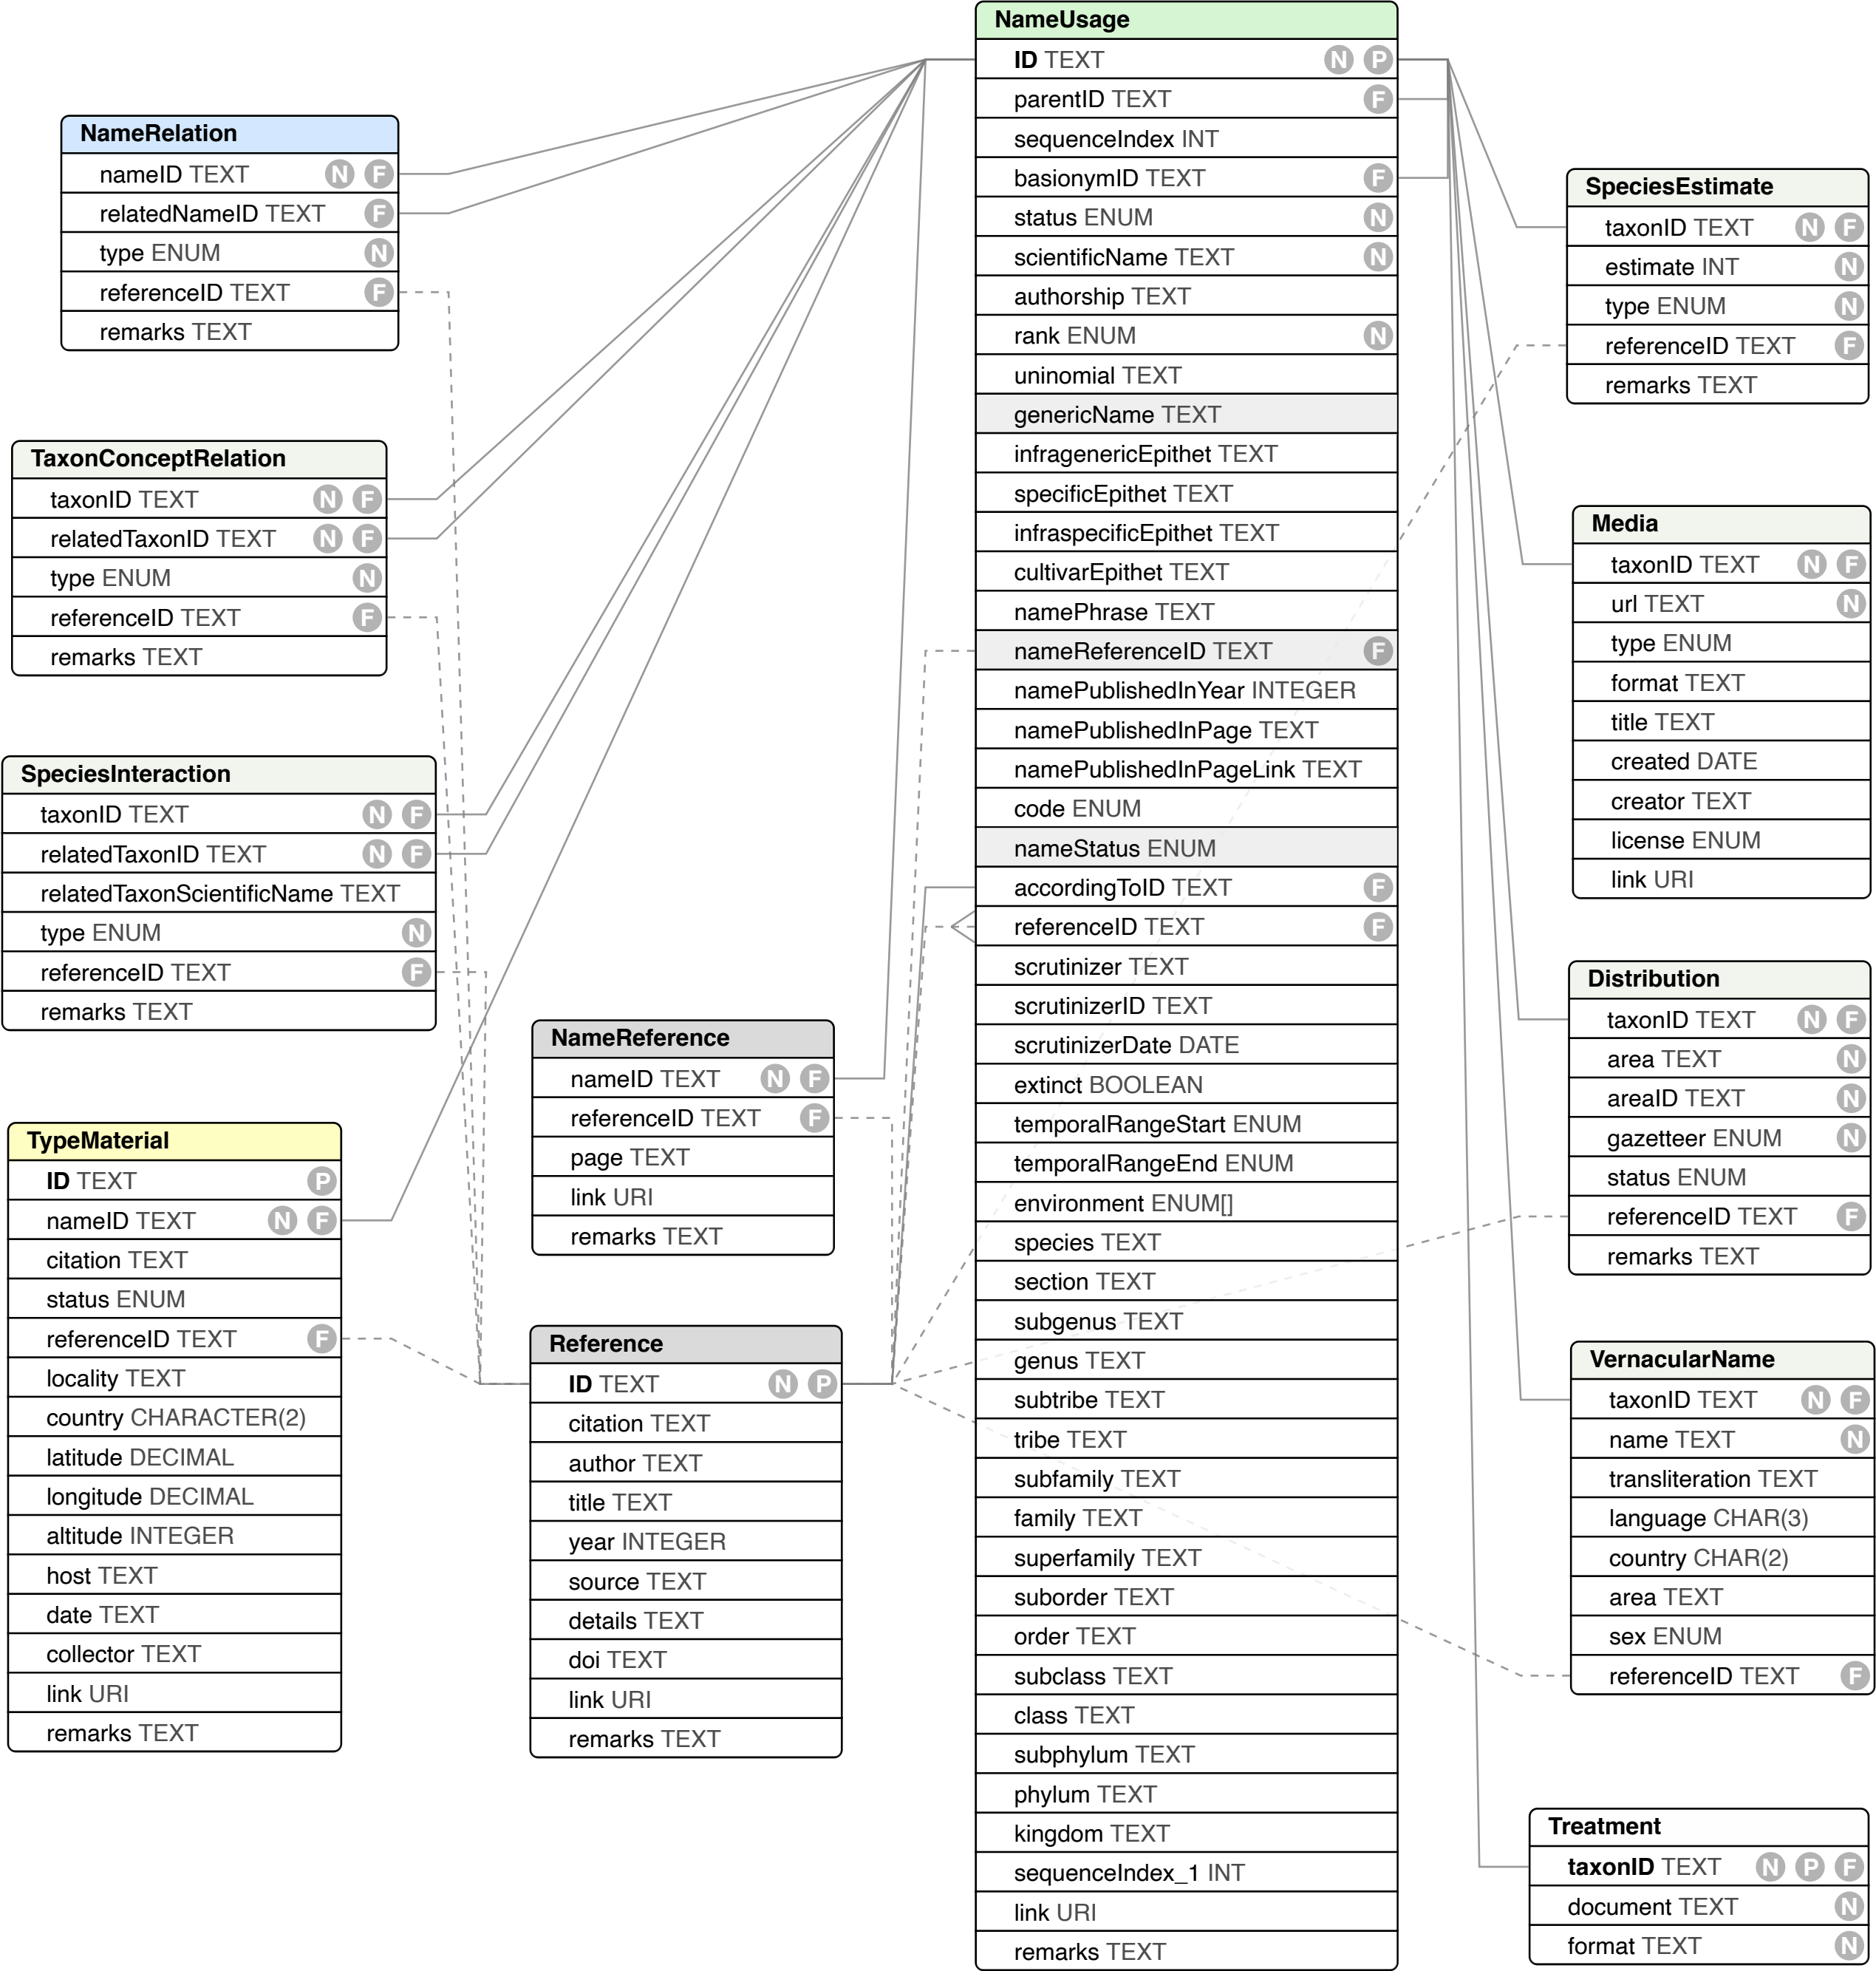 NameUsage
ID TEXT N P
parentID TEXT F
sequenceIndex INT
basionymID TEXT F
status ENUM N
scientificName TEXT N
authorship TEXT
rank ENUM N
uninomial TEXT
genericName TEXT
infragenericEpithet TEXT
specificEpithet TEXT
infraspecificEpithet TEXT
cultivarEpithet TEXT
namePhrase TEXT
nameReferenceID TEXT F
namePublishedInYear INTEGER
namePublishedInPage TEXT
namePublishedInPageLink TEXT
code ENUM
nameStatus ENUM
accordingToID TEXT F
referenceID TEXT F
scrutinizer TEXT
scrutinizerID TEXT
scrutinizerDate DATE
extinct BOOLEAN
temporalRangeStart ENUM
temporalRangeEnd ENUM
environment ENUM[]
species TEXT
section TEXT
subgenus TEXT
genus TEXT
subtribe TEXT
tribe TEXT
subfamily TEXT
family TEXT
superfamily TEXT
suborder TEXT
order TEXT
subclass TEXT
class TEXT
subphylum TEXT
phylum TEXT
kingdom TEXT
sequenceIndex_1 INT
link URI
remarks TEXT
NameRelation
nameID TEXT N F
relatedNameID TEXT F
type ENUM N
referenceID TEXT F
remarks TEXT
TaxonConceptRelation
taxonID TEXT N F
relatedTaxonID TEXT N F
type ENUM N
referenceID TEXT F
remarks TEXT
SpeciesInteraction
taxonID TEXT N F
relatedTaxonID TEXT N F
relatedTaxonScientificName TEXT
type ENUM N
referenceID TEXT F
remarks TEXT
TypeMaterial
ID TEXT P
nameID TEXT N F
citation TEXT
status ENUM
referenceID TEXT F
locality TEXT
country CHARACTER(2)
latitude DECIMAL
longitude DECIMAL
altitude INTEGER
host TEXT
date TEXT
collector TEXT
link URI
remarks TEXT
NameReference
nameID TEXT N F
referenceID TEXT F
page TEXT
link URI
remarks TEXT
Reference
ID TEXT N P
citation TEXT
author TEXT
title TEXT
year INTEGER
source TEXT
details TEXT
doi TEXT
link URI
remarks TEXT
SpeciesEstimate
taxonID TEXT N F
estimate INT N
type ENUM N
referenceID TEXT F
remarks TEXT
Media
taxonID TEXT N F
url TEXT N
type ENUM
format TEXT
title TEXT
created DATE
creator TEXT
license ENUM
link URI
Distribution
taxonID TEXT N F
area TEXT N
areaID TEXT N
gazetteer ENUM N
status ENUM
referenceID TEXT F
remarks TEXT
VernacularName
taxonID TEXT N F
name TEXT N
transliteration TEXT
language CHAR(3)
country CHAR(2)
area TEXT
sex ENUM
referenceID TEXT F
Treatment
taxonID TEXT N P F
document TEXT N
format TEXT N